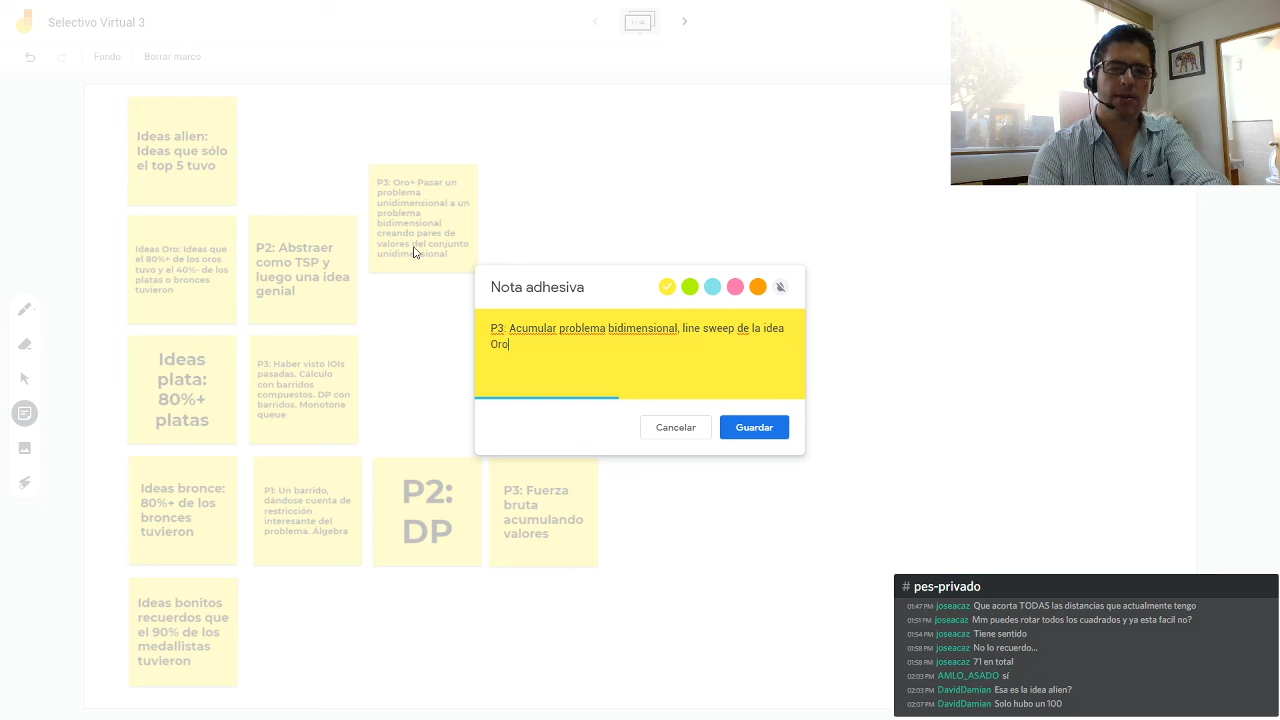 Selectivo Virtual 3
1 / 14
Fondo
Borrar marco
Ideas alien:
Ideas que sólo
el top 5 tuvo
P3: Oro+ Pasar un
problema
unidimensional a un
problema
bidimensional
creando pares de
valores del conjunto
unidimensional
Ideas Oro: Ideas que
el 80%+ de los oros
tuvo y el 40%- de los
platas o bronces
tuvieron
P2: Abstraer
como TSP y
luego una idea
genial
Nota adhesiva
P3: Acumular problema bidimensional, line sweep de la idea
Oro
Cancelar
Guardar
Ideas
plata:
80%+
platas
P3: Haber visto IOIs
pasadas. Cálculo
con barridos
compuestos. DP con
barridos. Monotone
queue
Ideas bronce:
80%+ de los
bronces
tuvieron
P1: Un barrido,
dándose cuenta de
restricción
interesante del
problema. Álgebra
P2:
DP
P3: Fuerza
bruta
acumulando
valores
Ideas bonitos
recuerdos que
el 90% de los
medallistas
tuvieron
# pes-privado
01:47 PM joseacaz Que acorta TODAS las distancias que actualmente tengo
01:51 PM joseacaz Mm puedes rotar todos los cuadrados y ya esta facil no?
01:54 PM joseacaz Tiene sentido
01:58 PM joseacaz No lo recuerdo...
01:58 PM joseacaz 71 en total
02:03 PM AMLO_ASADO sí
02:03 PM DavidDamian Esa es la idea alien?
02:07 PM DavidDamian Solo hubo un 100